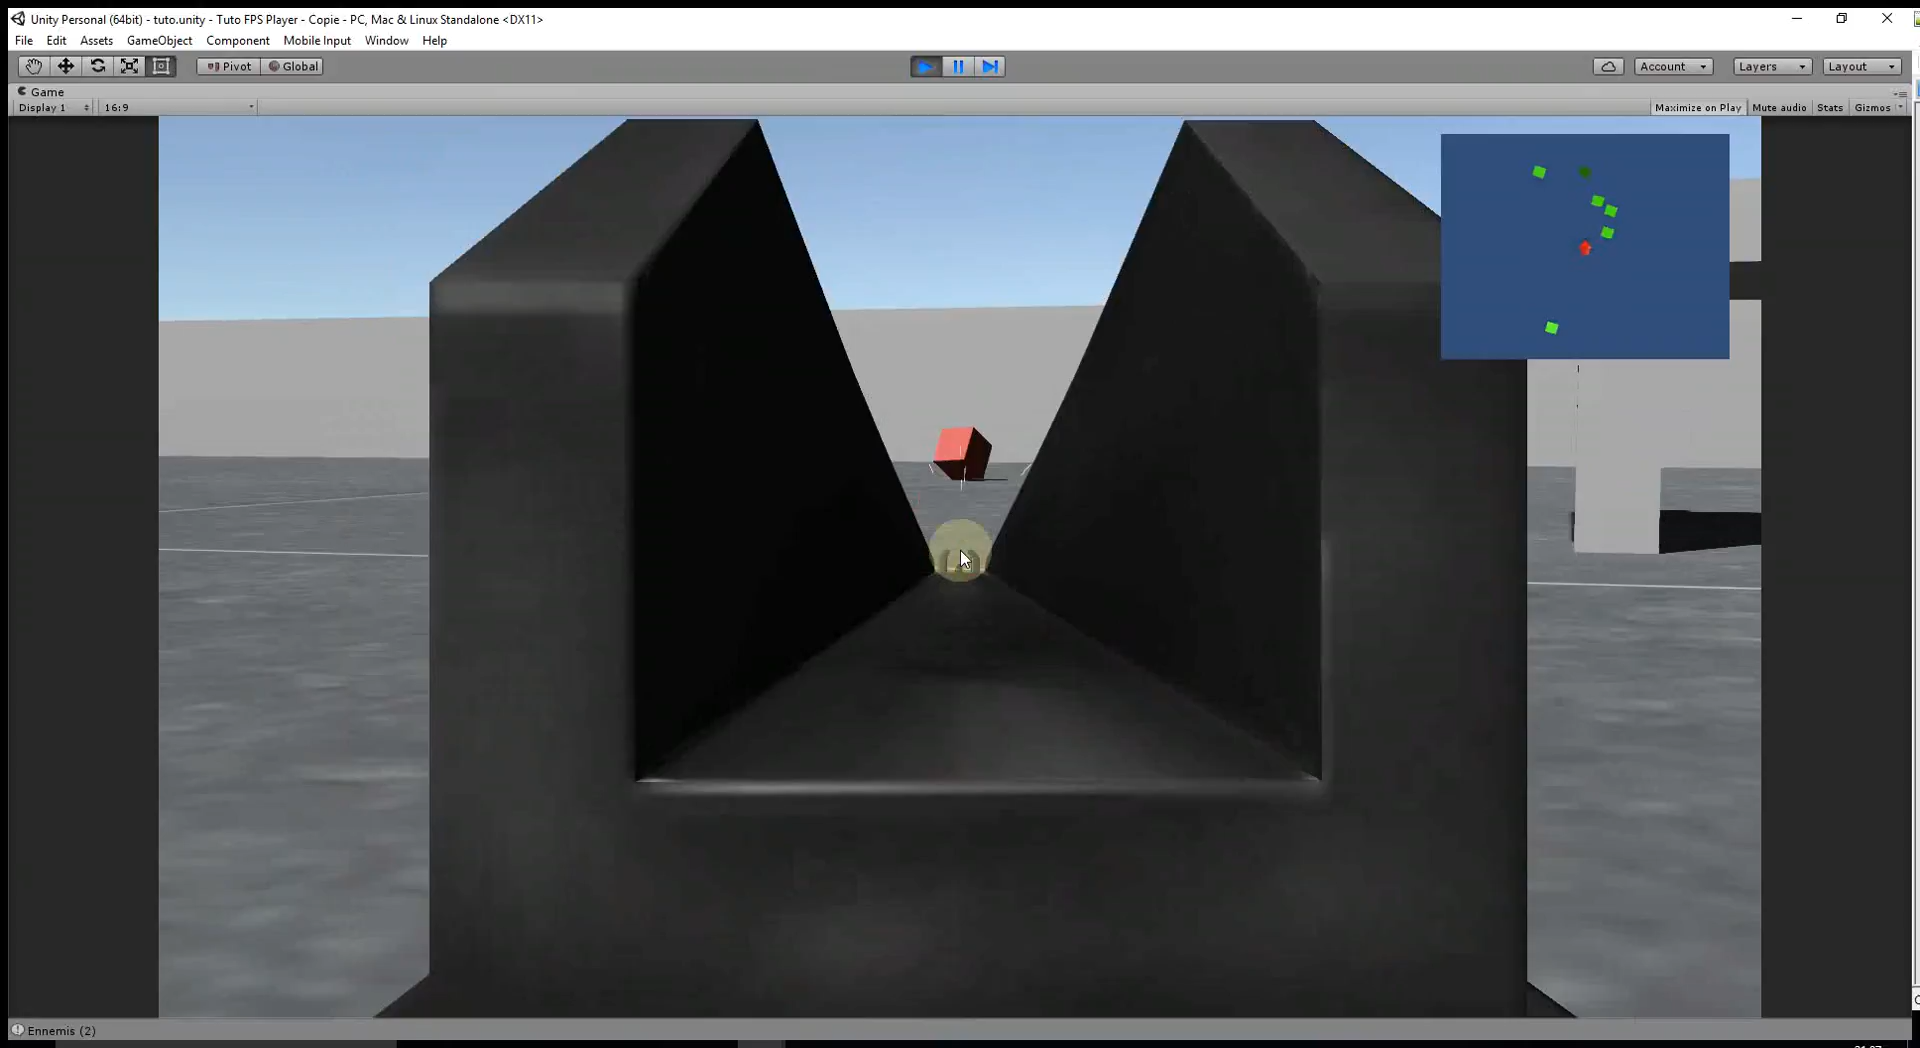 Unity Personal (64bit) - tuto.unity - Tuto FPS Player - Copie - PC, Mac & Linux Standalone <DX11>
File Edit Assets GameObject Component Mobile Input Window Help
Pivot Global Account Layers Layout
Game
Display 1 16:9 Maximize on Play Mute audio Stats Gizmos
Ennemis (2)